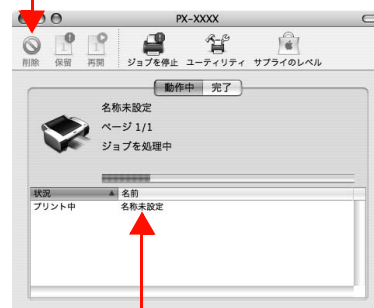 PX-XXXX
削除 保留 再開 ジョブを停止 ユーティリティ サプライのレベル
動作中 完了
名称未設定
ページ 1/1
ジョブを処理中
状況 名前
プリント中 名称未設定